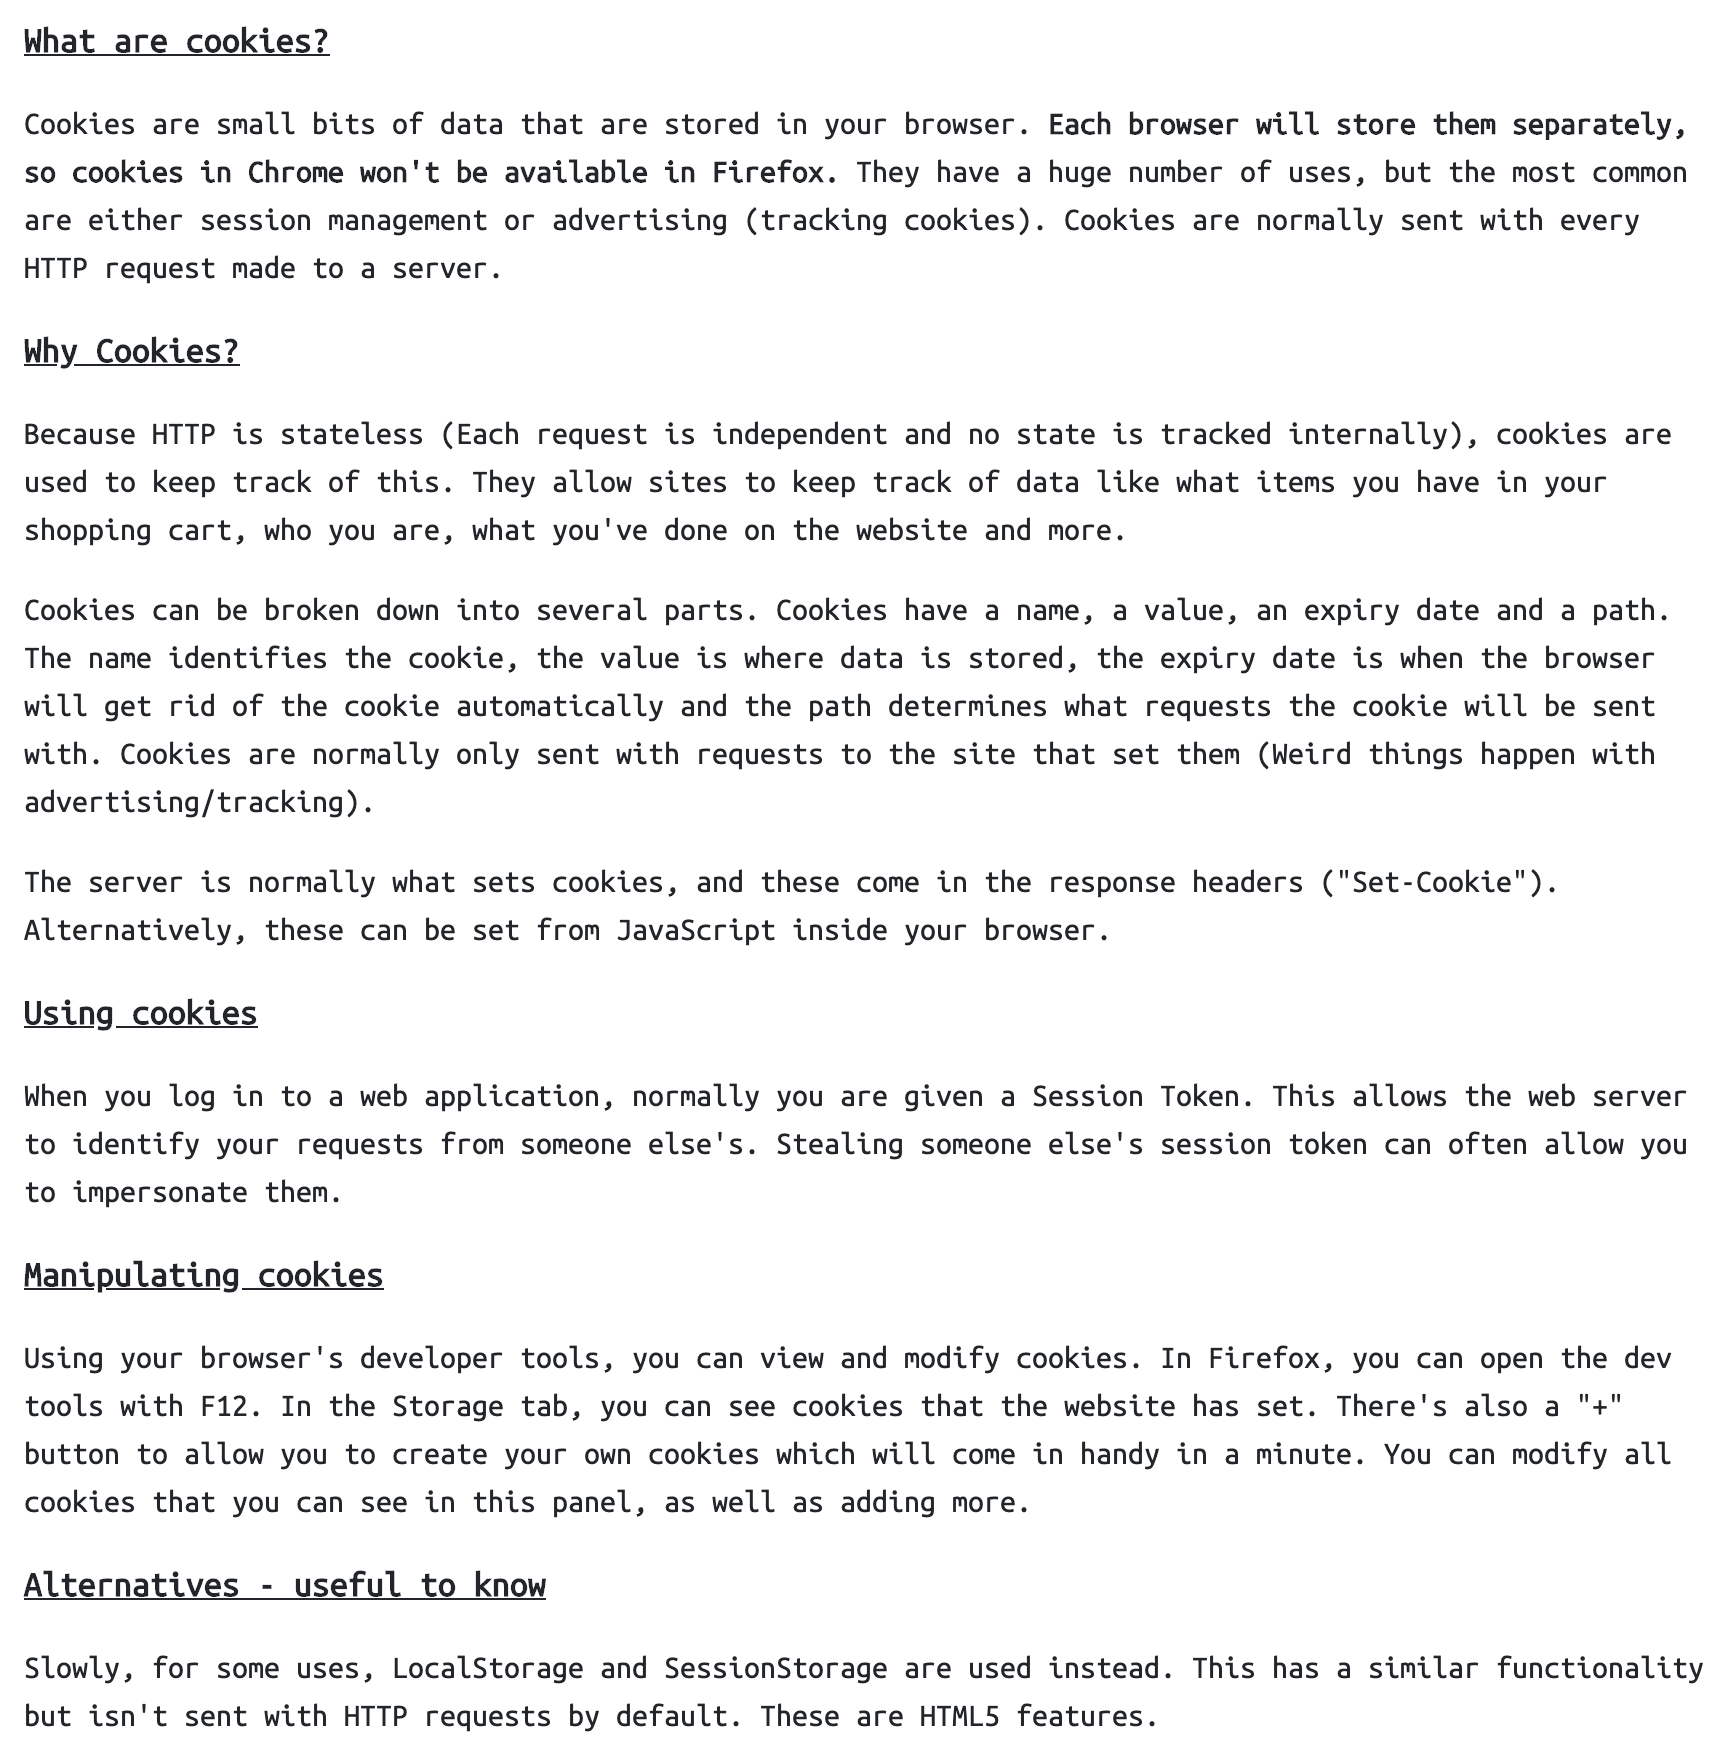 What are cookies?
Cookies are small bits of data that are stored in your browser. Each browser will store them separately,
so cookies in Chrome won't be available in Firefox. They have a huge number of uses, but the most common
are either session management or advertising (tracking cookies). Cookies are normally sent with every
HTTP request made to a server.
Why Cookies?
Because HTTP is stateless (Each request is independent and no state is tracked internally), cookies are
used to keep track of this. They allow sites to keep track of data like what items you have in your
shopping cart, who you are, what you've done on the website and more.
Cookies can be broken down into several parts. Cookies have a name, a value, an expiry date and a path.
The name identifies the cookie, the value is where data is stored, the expiry date is when the browser
will get rid of the cookie automatically and the path determines what requests the cookie will be sent
with. Cookies are normally only sent with requests to the site that set them (Weird things happen with
advertising/tracking).
The server is normally what sets cookies, and these come in the response headers ("Set-Cookie").
Alternatively, these can be set from JavaScript inside your browser.
Using cookies
When you log in to a web application, normally you are given a Session Token. This allows the web server
to identify your requests from someone else's. Stealing someone else's session token can often allow you
to impersonate them.
Manipulating cookies
Using your browser's developer tools, you can view and modify cookies. In Firefox, you can open the dev
tools with F12. In the Storage tab, you can see cookies that the website has set. There's also a "+"
button to allow you to create your own cookies which will come in handy in a minute. You can modify all
cookies that you can see in this panel, as well as adding more.
Alternatives - useful to know
Slowly, for some uses, LocalStorage and SessionStorage are used instead. This has a similar functionality
but isn't sent with HTTP requests by default. These are HTML5 features.